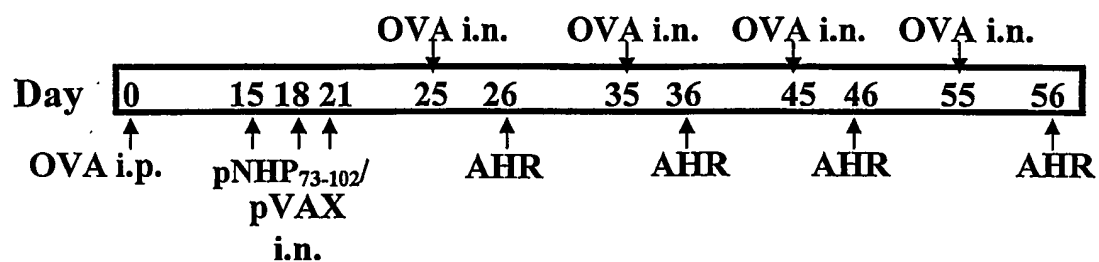 OVA i.n. OVA i.n. OVA i.n. OVA i.n.
Day 0 15 18 21 25 26 35 36 45 46 55 56
OVA i.p. pNHP73-102/ AHR AHR AHR AHR
pVAX
i.n.